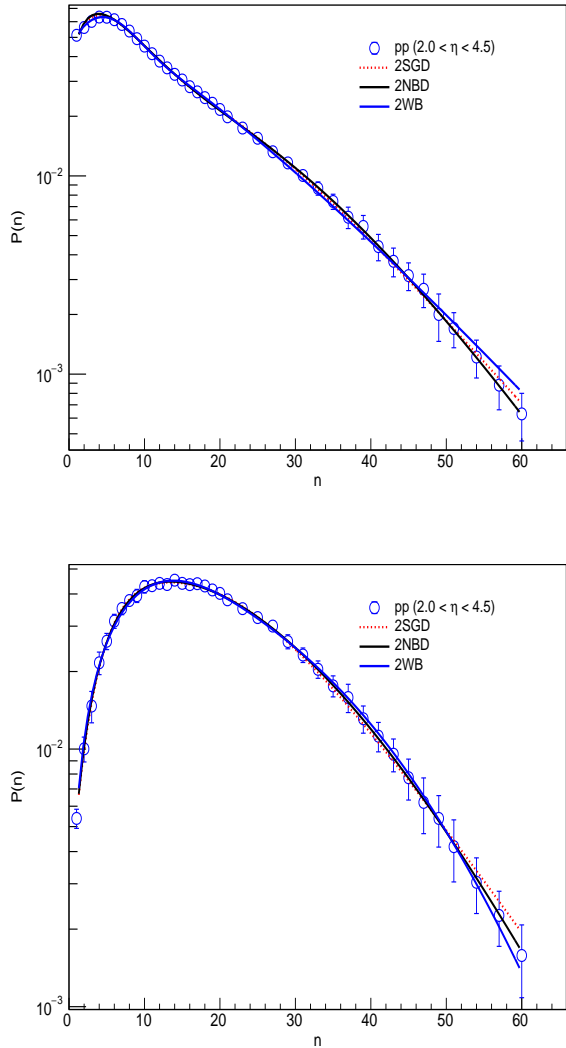 pp (2.0 < η < 4.5)
2SGD
2NBD
2WB
10⁻²
10⁻³
P(n)
0 10 20 30 40 50 60
n
pp (2.0 < η < 4.5)
2SGD
2NBD
2WB
10⁻²
10⁻³
P(n)
0 10 20 30 40 50 60
n